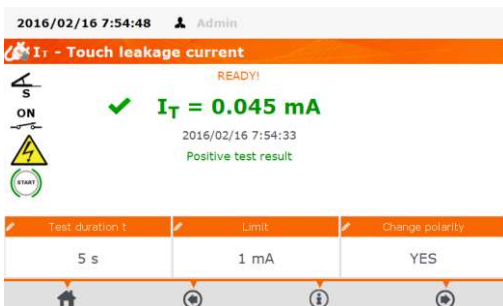 2016/02/16 7:54:48 Admin
IT - Touch leakage current
READY!
S
ON
IT = 0.045 mA
2016/02/16 7:54:33
Positive test result
START
Test duration t Limit Change polarity
5 s 1 mA YES